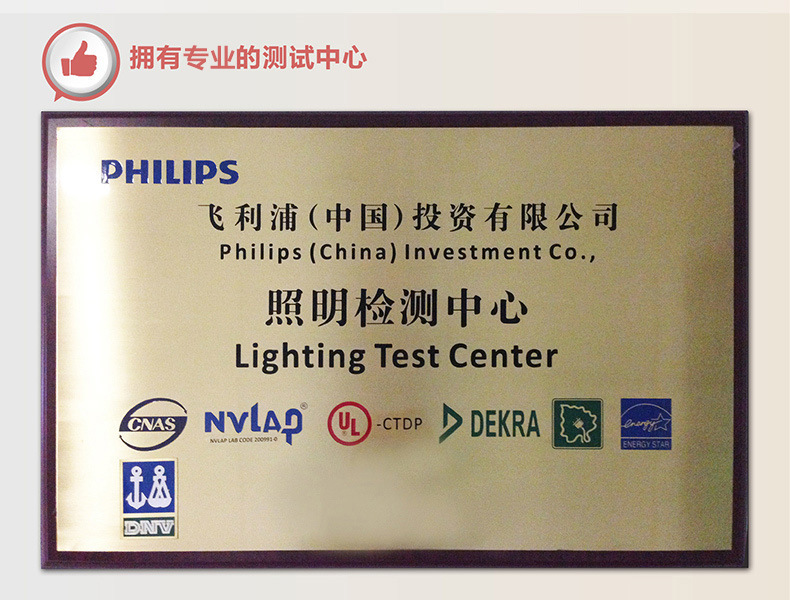 拥有专业的测试中心
PHILIPS
飞利浦(中国)投资有限公司
Philips (China) Investment Co.,
照明检测中心
Lighting Test Center
CNAS
NVLAP®
NVLAP LAB CODE 200991-0
UL
-CTDP
DEKRA
energy
ENERGY STAR
DNV